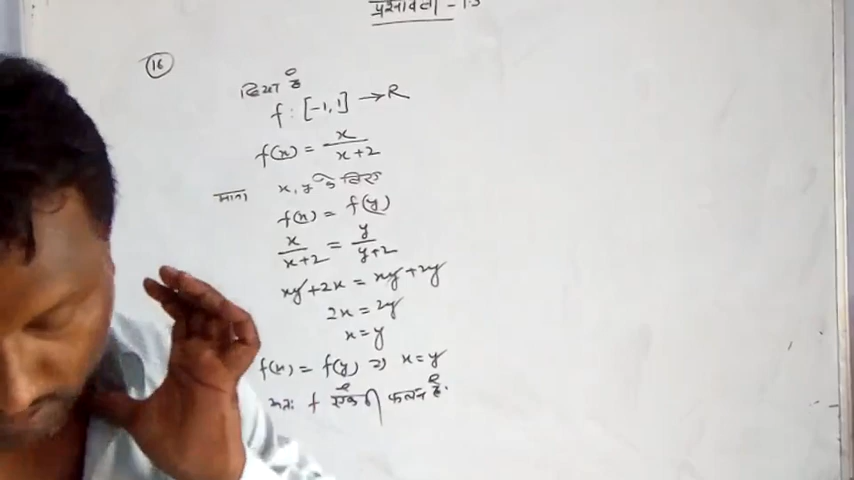 प्रश्नावली - 1.3
16
दिया है
f : [-1, 1] → R
f(x) = x/(x+2)
माना x, y के लिए
f(x) = f(y)
x/(x+2) = y/(y+2)
xy + 2x = xy + 2y
2x = 2y
x = y
f(x) = f(y) ⇒ x = y
अतः f एकैकी फलन है.